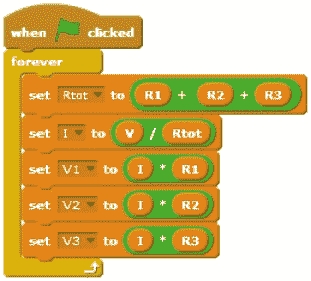 when clicked
forever
set Rtot to R1 + R2 + R3
set I to V / Rtot
set V1 to I * R1
set V2 to I * R2
set V3 to I * R3